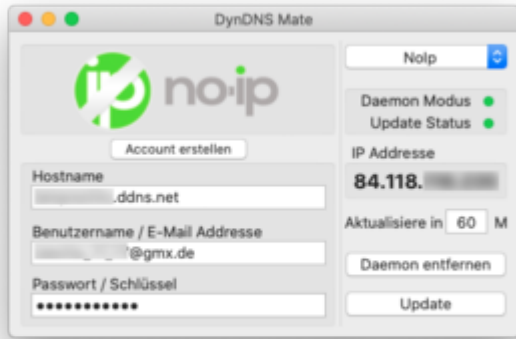 DynDNS Mate
no·ip
NoIp
Account erstellen
Daemon Modus
Update Status
IP Addresse
84.118.
Hostname
.ddns.net
Aktualisiere in 60 M
Benutzername / E-Mail Addresse
@gmx.de
Daemon entfernen
Passwort / Schlüssel
●●●●●●●●●●●
Update